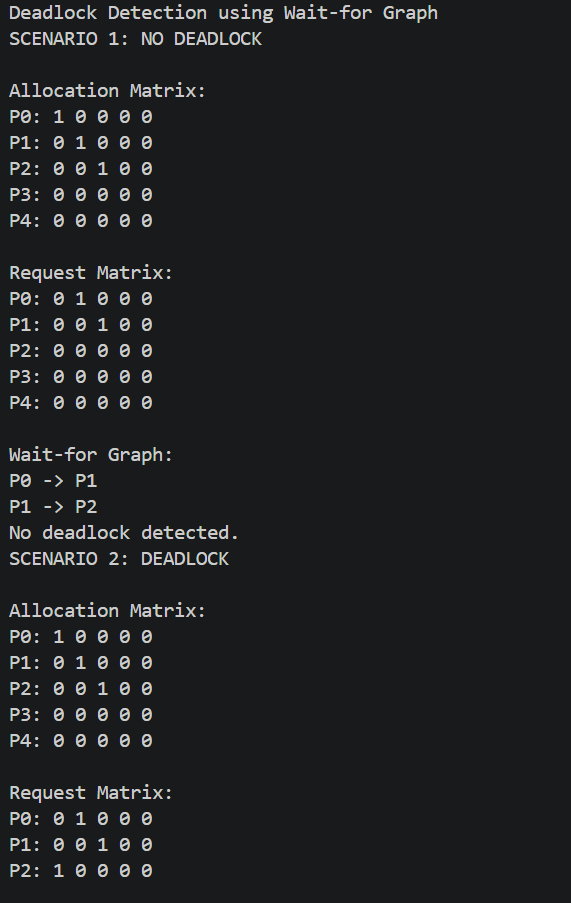 Deadlock Detection using Wait-for Graph
SCENARIO 1: NO DEADLOCK
Allocation Matrix:
P0: 1 0 0 0 0
P1: 0 1 0 0 0
P2: 0 0 1 0 0
P3: 0 0 0 0 0
P4: 0 0 0 0 0
Request Matrix:
P0: 0 1 0 0 0
P1: 0 0 1 0 0
P2: 0 0 0 0 0
P3: 0 0 0 0 0
P4: 0 0 0 0 0
Wait-for Graph:
P0 -> P1
P1 -> P2
No deadlock detected.
SCENARIO 2: DEADLOCK
Allocation Matrix:
P0: 1 0 0 0 0
P1: 0 1 0 0 0
P2: 0 0 1 0 0
P3: 0 0 0 0 0
P4: 0 0 0 0 0
Request Matrix:
P0: 0 1 0 0 0
P1: 0 0 1 0 0
P2: 1 0 0 0 0